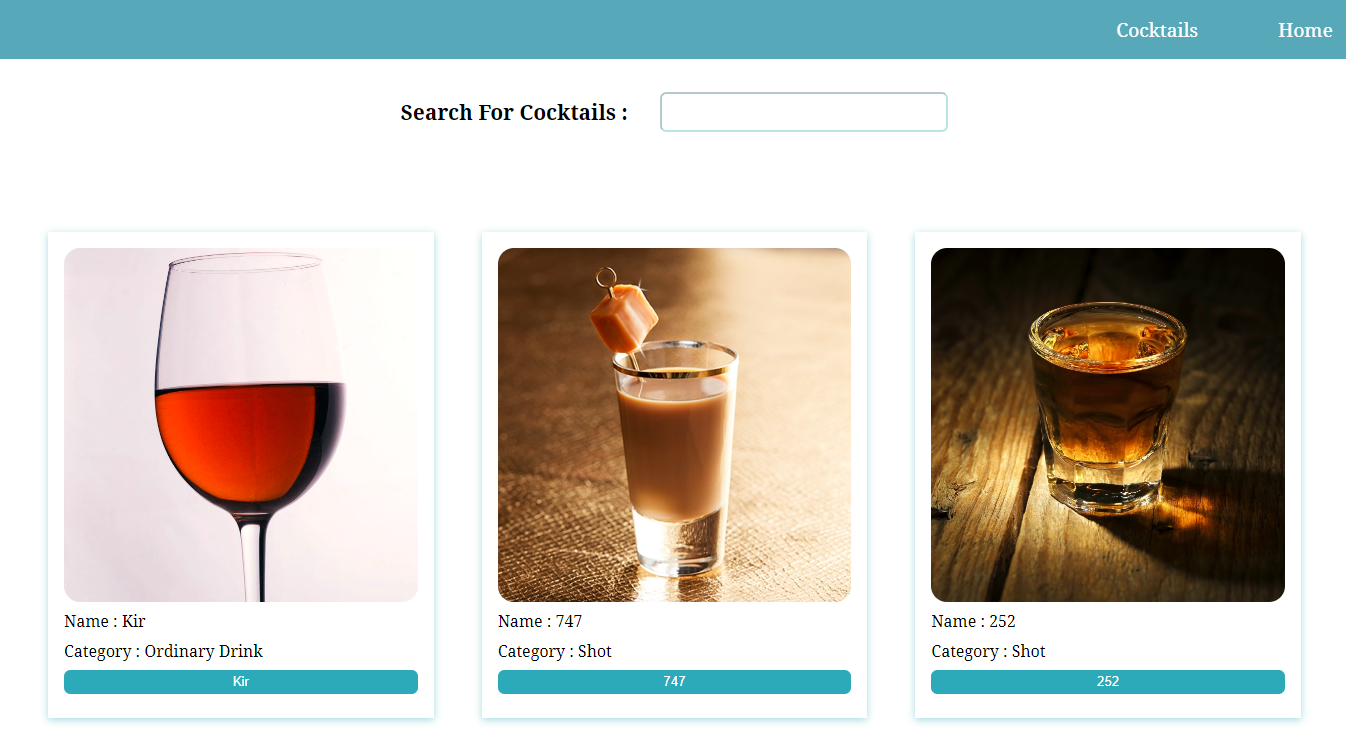 Cocktails Home
Search For Cocktails :
Name : Kir
Category : Ordinary Drink
Kir
Name : 747
Category : Shot
747
Name : 252
Category : Shot
252